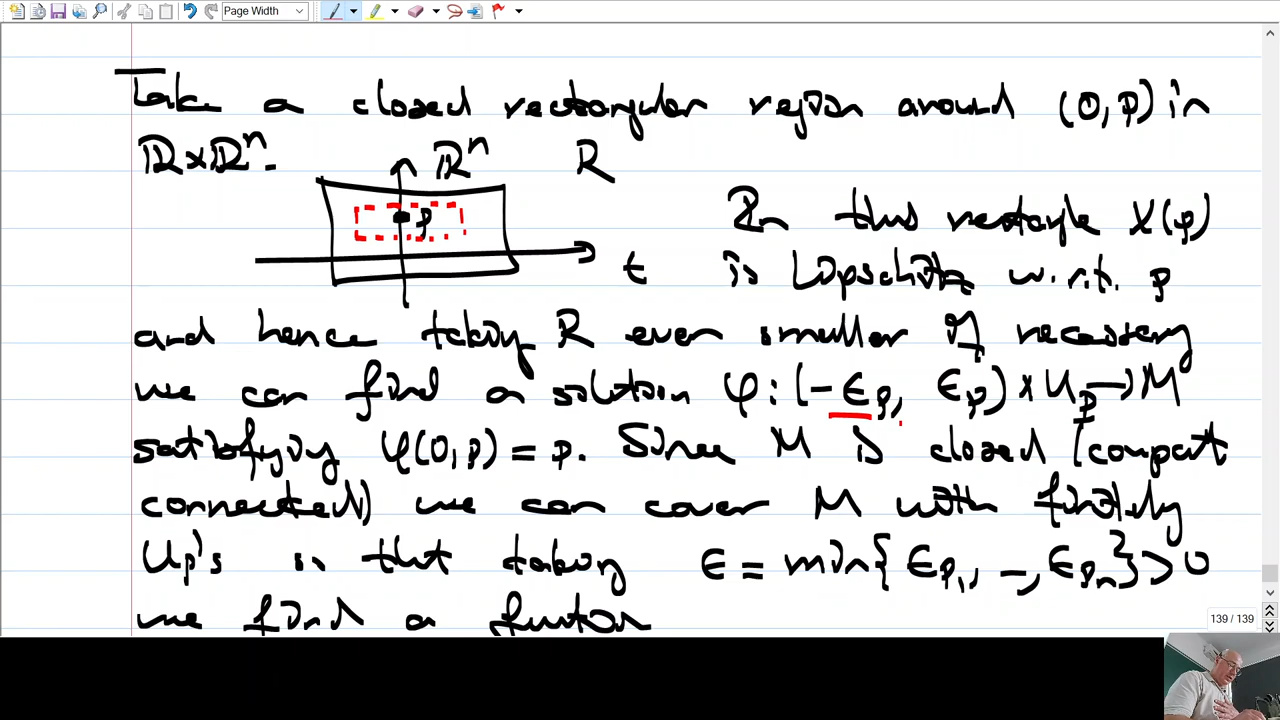 Page Width
Take a closed rectangular region around (0, p) in
ℝ×ℝⁿ. ℝⁿ R
p
In this rectangle X(p)
t is Lipschitz w.r.t. p
and hence taking R even smaller if necessary
we can find a solution φ : (-ϵp, ϵp) × Up → M
satisfying φ(0, p) = p. Since M is closed (compact
connected) we can cover M with finitely
Up's is that taking ϵ = min{ϵp₁, –, ϵpₙ} > 0
we find a function
139 / 139